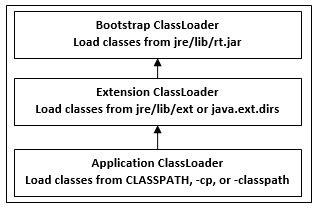 Bootstrap ClassLoader
Load classes from jre/lib/rt.jar
Extension ClassLoader
Load classes from jre/lib/ext or java.ext.dirs
Application ClassLoader
Load classes from CLASSPATH, -cp, or -classpath